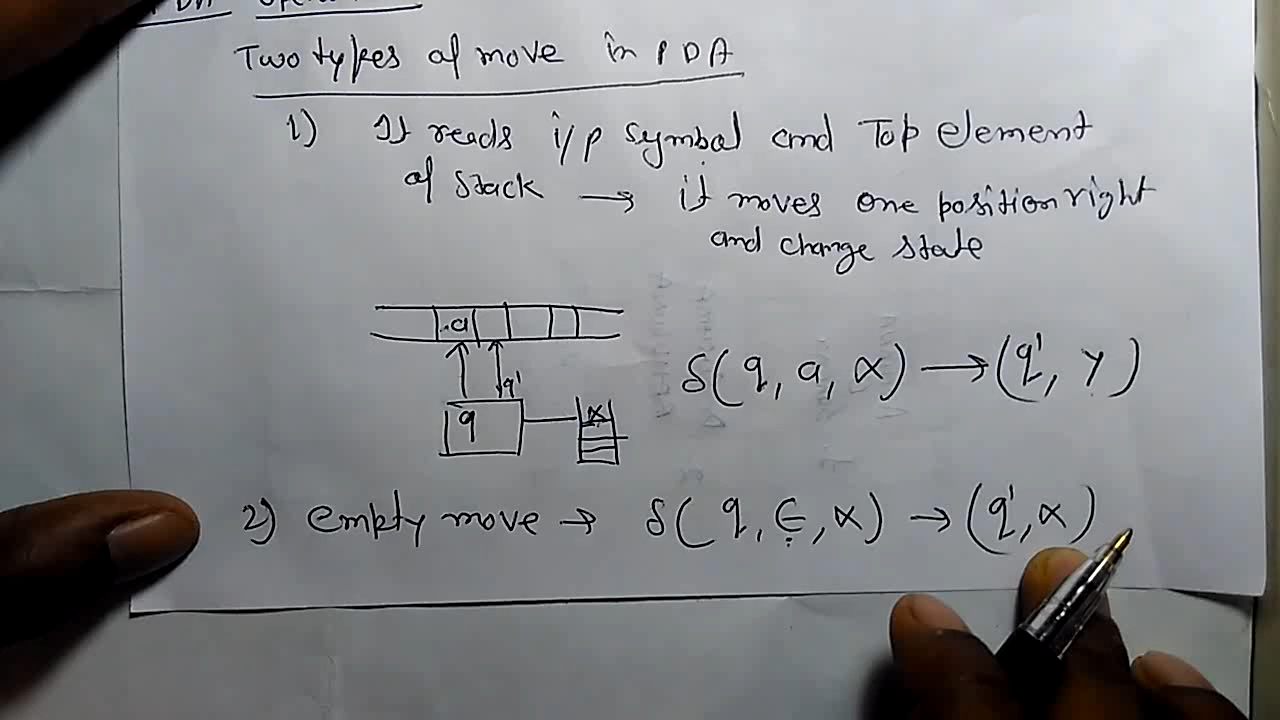 PDA
Two types of move in PDA
1) It reads i/p symbol and Top element
of stack → it moves one position right
and change state
a
q'
q
x
δ(q, a, x) → (q', y)
2) empty move → δ(q, ∈, x) → (q', x)